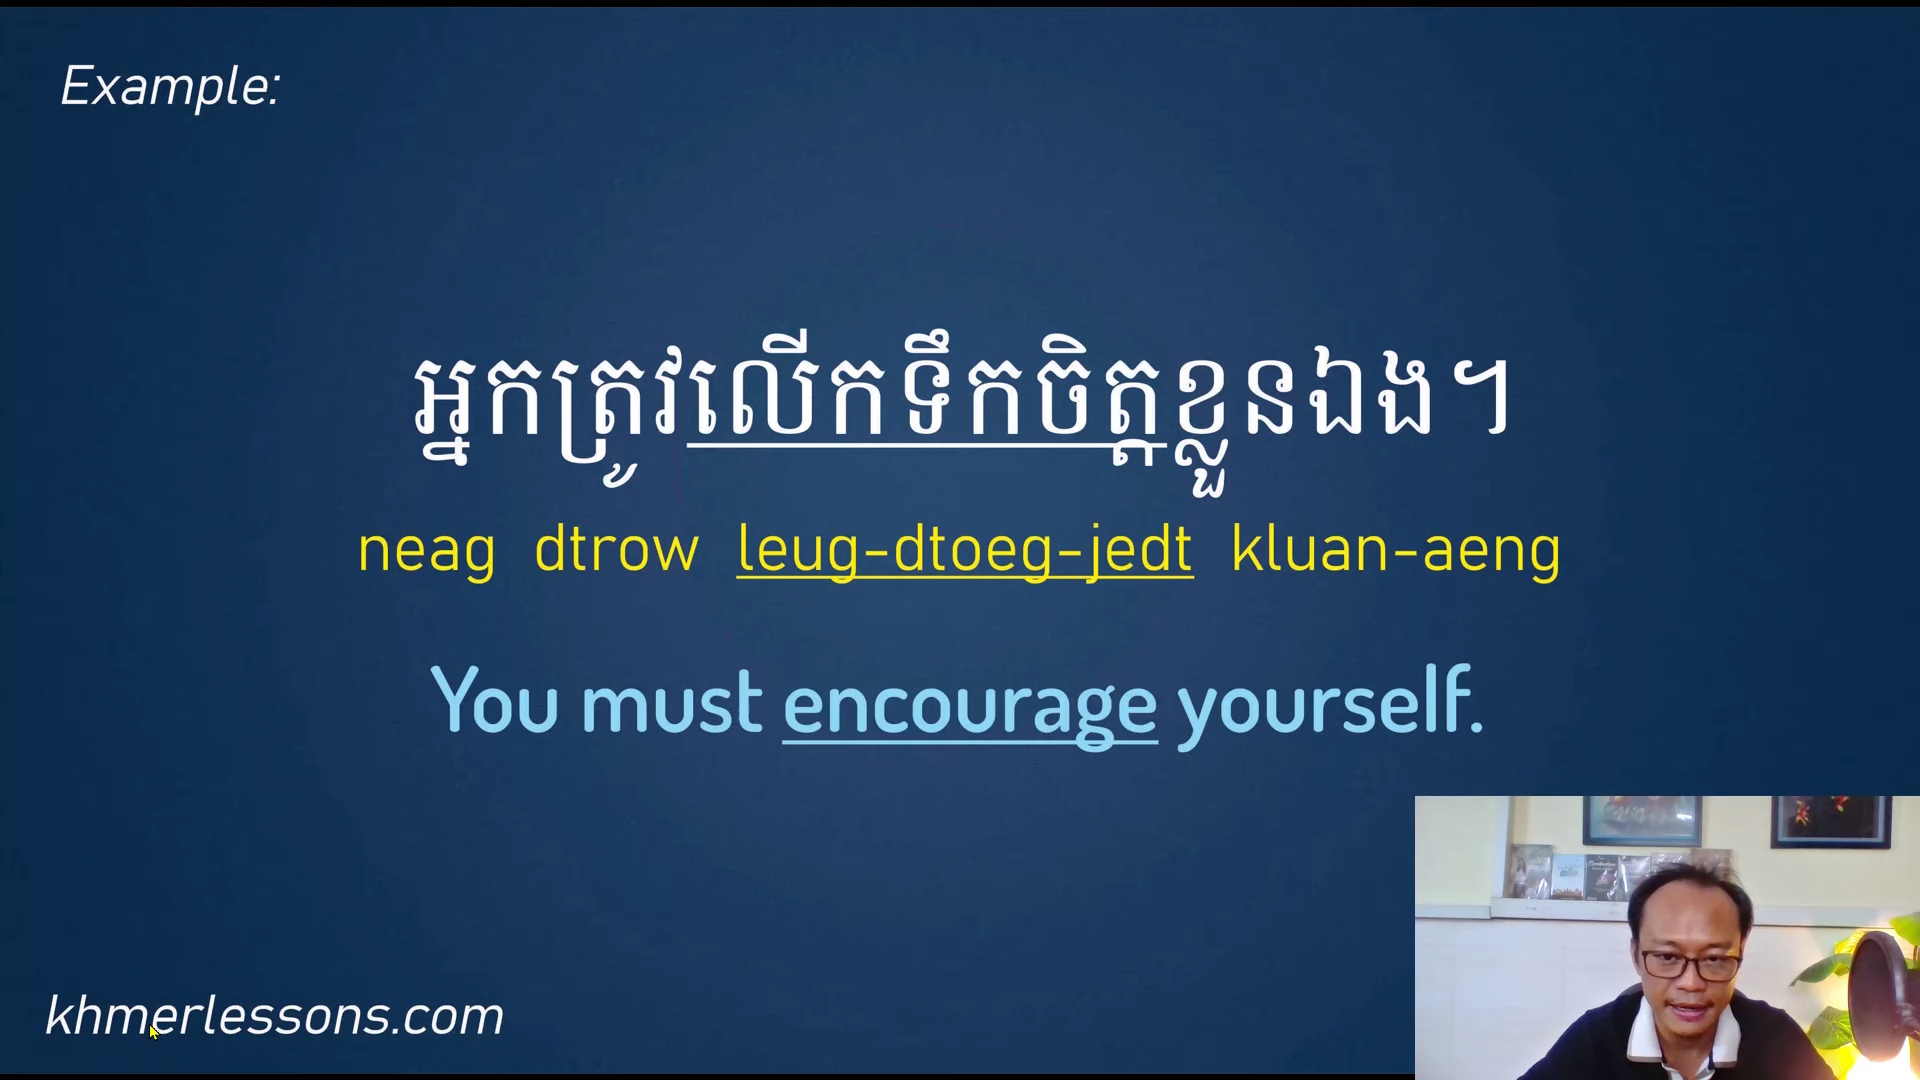 Example:
អ្នកត្រូវលើកទឹកចិត្តខ្លួនឯង។
neag dtrow leug-dtoeg-jedt kluan-aeng
You must encourage yourself.
khmerlessons.com